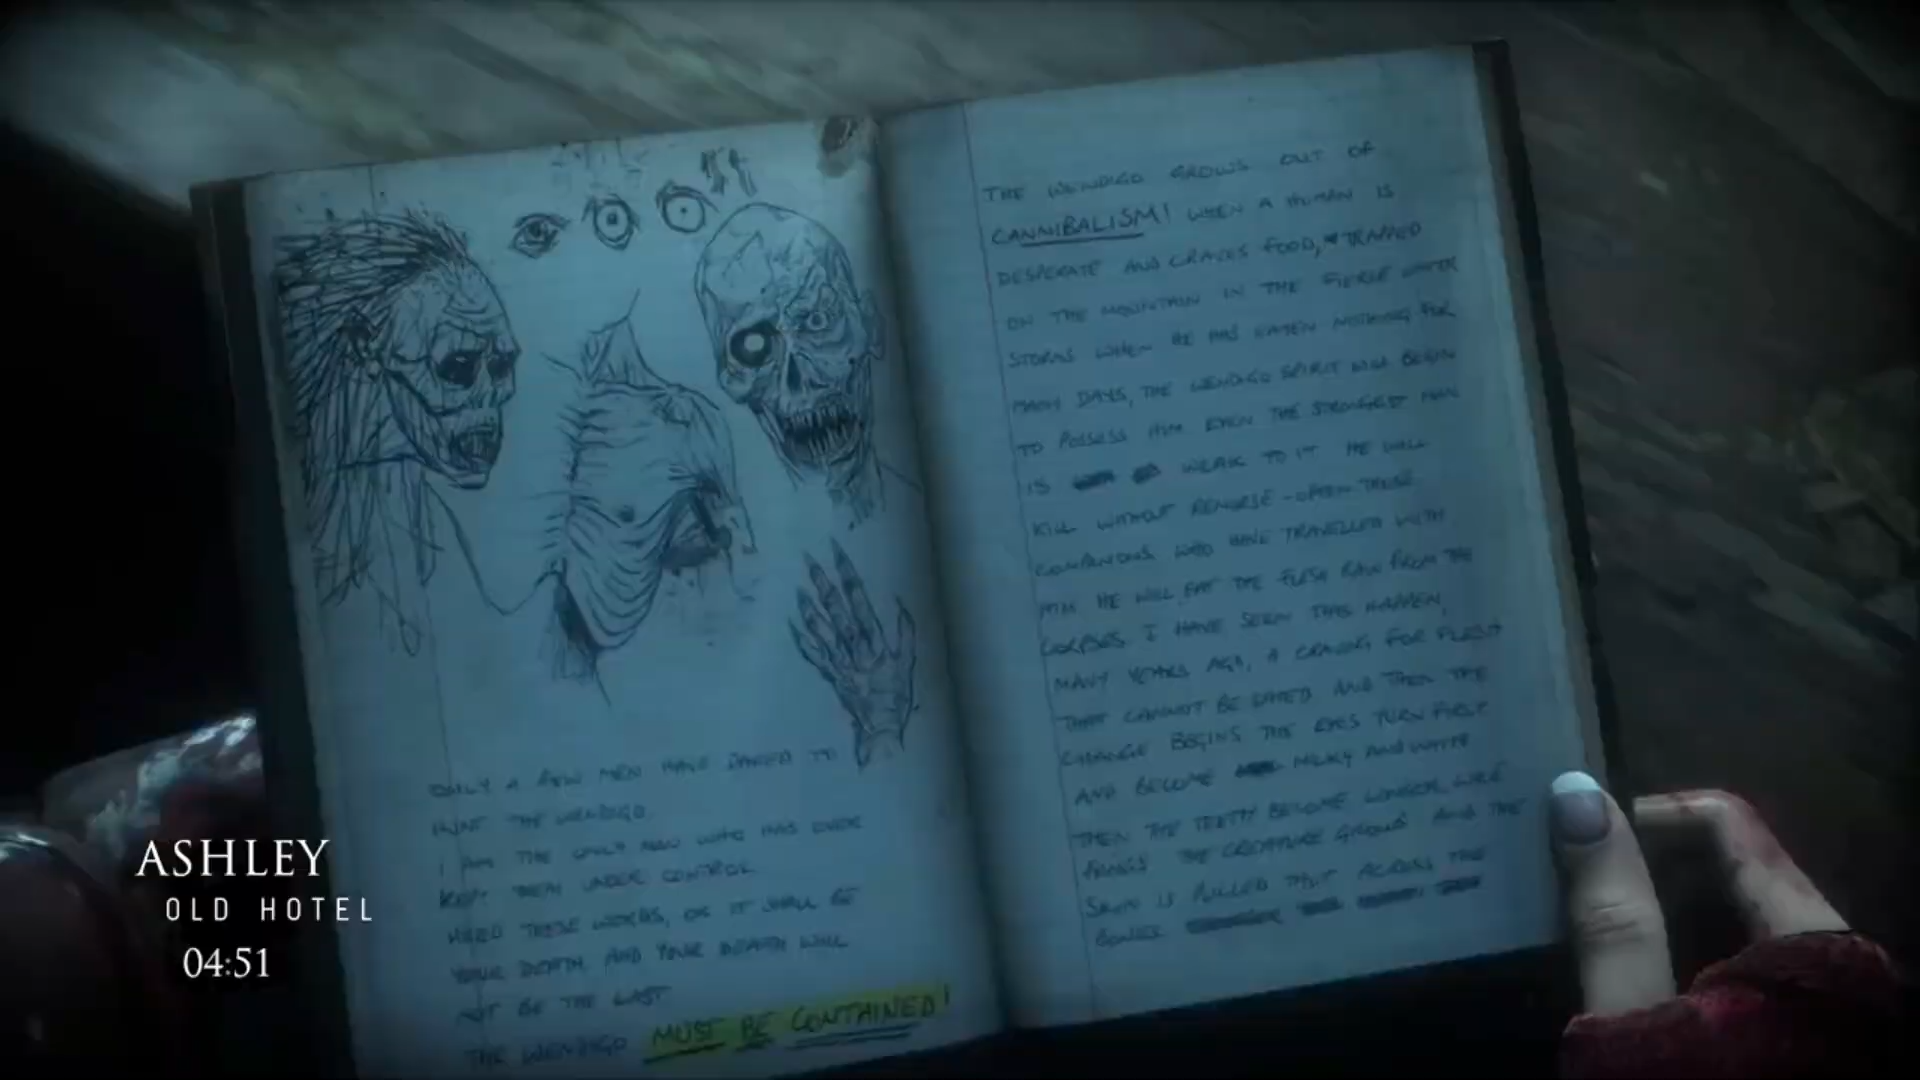 ONLY A FEW MEN HAVE DARED TO
HUNT THE WENDIGO.
I AM THE ONLY MAN WHO HAS EVER
KEPT THEM UNDER CONTROL
HEED THESE WORDS, OR IT SHALL BE
YOUR DEATH AND YOUR DEATH WILL
NOT BE THE LAST
THE WENDIGO MUST BE CONTAINED!
THE WENDIGO GROWS OUT OF
CANNIBALISM! WHEN A HUMAN IS
DESPERATE AND CRAVES FOOD, TRAPPED
ON THE MOUNTAIN IN THE FIERCE WINTER
STORMS WHEN HE HAS EATEN NOTHING FOR
MANY DAYS, THE WENDIGO SPIRIT WILL BEGIN
TO POSSESS HIM EVEN THE STRONGEST MAN
IS WEAK TO IT HE WILL
KILL WITHOUT REMORSE - OFTEN THOSE
COMPANIONS WHO HAVE TRAVELLED WITH
HIM HE WILL EAT THE FLESH RAW FROM THE
CORPSES I HAVE SEEN THIS HAPPEN,
MANY YEARS AGO, A CRAVING FOR FLESH
THAT CANNOT BE SATED AND THEN THE
CHANGE BEGINS THE EYES TURN FIRST
AND BECOME MILKY AND WHITE
THEN THE TEETH BECOME LONGER, LIKE
FANGS THE CREATURE GROWS AND THE
SKIN IS PULLED TAUT ACROSS THE
BONES
ASHLEY
OLD HOTEL
04:51